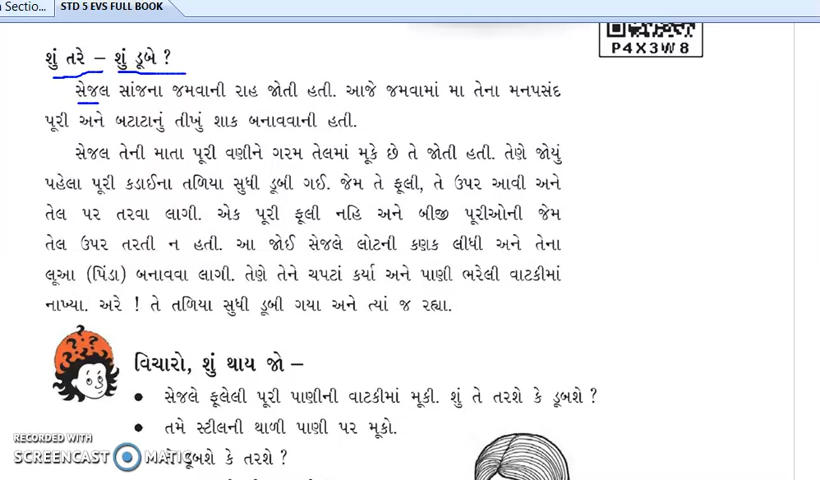 Sectio...
STD 5 EVS FULL BOOK
P4X3W8
શું તરે – શું ડૂબે ?
સેજલ સાંજના જમવાની રાહ જોતી હતી. આજે જમવામાં મા તેના મનપસંદ
પૂરી અને બટાટાનું તીખું શાક બનાવવાની હતી.
સેજલ તેની માતા પૂરી વણીને ગરમ તેલમાં મૂકે છે તે જોતી હતી. તેણે જોયું
પહેલા પૂરી કડાઈના તળિયા સુધી ડૂબી ગઈ. જેમ તે ફૂલી, તે ઉપર આવી અને
તેલ પર તરવા લાગી. એક પૂરી ફૂલી નહિ અને બીજી પૂરીઓની જેમ
તેલ ઉપર તરતી ન હતી. આ જોઈ સેજલે લોટની કણક લીધી અને તેના
લૂઆ (પિંડા) બનાવવા લાગી. તેણે તેને ચપટાં કર્યા અને પાણી ભરેલી વાટકીમાં
નાખ્યા. અરે ! તે તળિયા સુધી ડૂબી ગયા અને ત્યાં જ રહ્યા.
વિચારો, શું થાય જો –
• સેજલે ફૂલેલી પૂરી પાણીની વાટકીમાં મૂકી. શું તે તરશે કે ડૂબશે ?
• તમે સ્ટીલની થાળી પાણી પર મૂકો.
ડૂબશે કે તરશે ?
RECORDED WITH
SCREENCAST MATIC